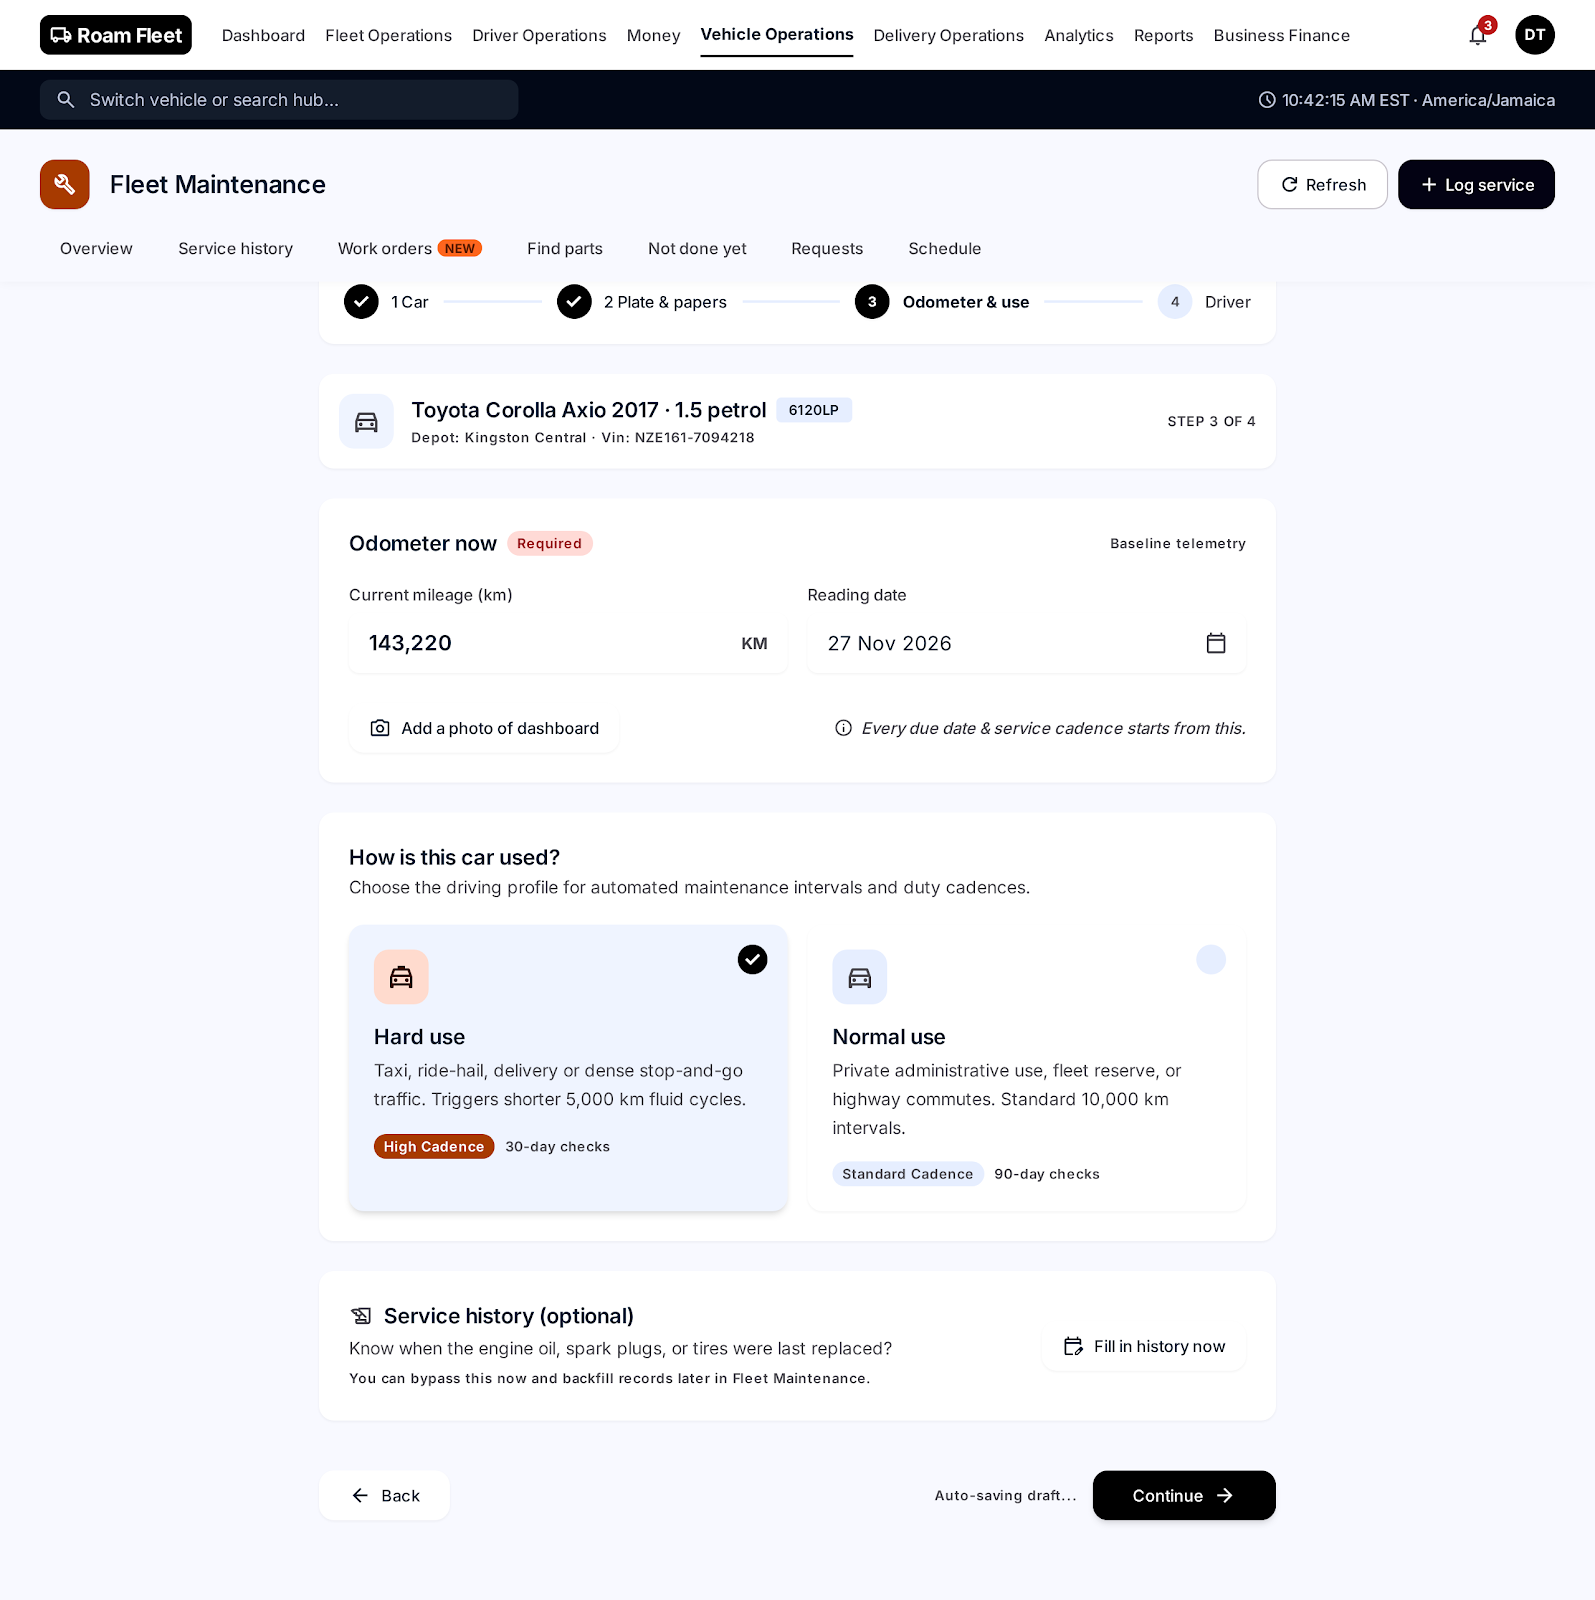 Roam Fleet
Dashboard
Fleet Operations
Driver Operations
Money
Vehicle Operations
Delivery Operations
Analytics
Reports
Business Finance
3
DT
Switch vehicle or search hub...
10:42:15 AM EST · America/Jamaica
Fleet Maintenance
Refresh
Log service
Overview
Service history
Work orders NEW
Find parts
Not done yet
Requests
Schedule
1 Car
2 Plate & papers
3 Odometer & use
4 Driver
Toyota Corolla Axio 2017 · 1.5 petrol 6120LP
Depot: Kingston Central · Vin: NZE161-7094218
STEP 3 OF 4
Odometer now Required
Baseline telemetry
Current mileage (km)
Reading date
143,220 KM
27 Nov 2026
Add a photo of dashboard
Every due date & service cadence starts from this.
How is this car used?
Choose the driving profile for automated maintenance intervals and duty cadences.
Hard use
Taxi, ride-hail, delivery or dense stop-and-go
traffic. Triggers shorter 5,000 km fluid cycles.
High Cadence 30-day checks
Normal use
Private administrative use, fleet reserve, or
highway commutes. Standard 10,000 km
intervals.
Standard Cadence 90-day checks
Service history (optional)
Know when the engine oil, spark plugs, or tires were last replaced?
You can bypass this now and backfill records later in Fleet Maintenance.
Fill in history now
Back
Auto-saving draft...
Continue